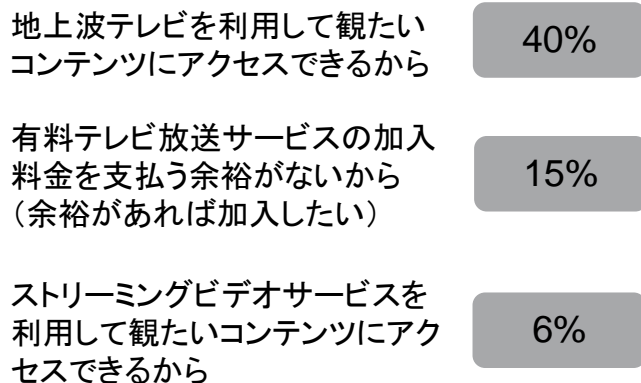 地上波テレビを利用して観たい
コンテンツにアクセスできるから
40%
有料テレビ放送サービスの加入
料金を支払う余裕がないから
（余裕があれば加入したい）
15%
ストリーミングビデオサービスを
利用して観たいコンテンツにアク
セスできるから
6%